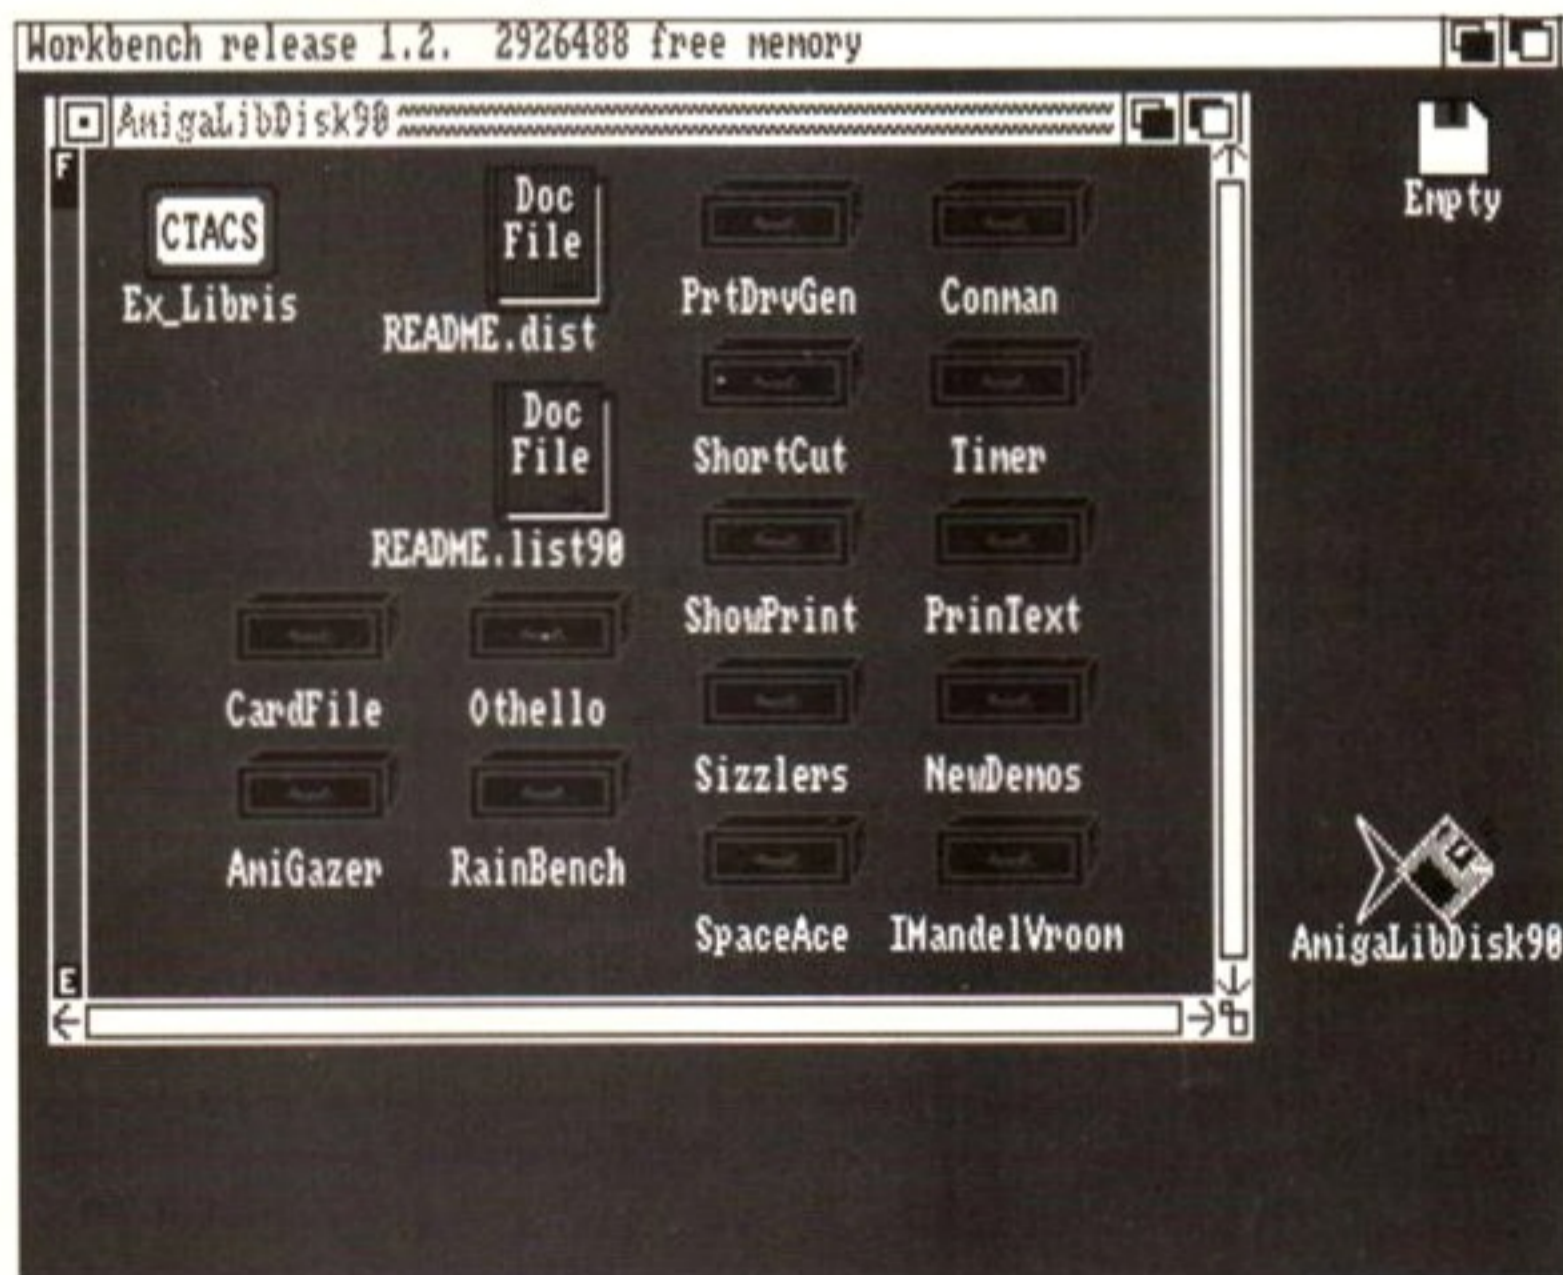 Workbench release 1.2. 2926488 free memory
AmigaLibDisk90
F
Empty
CTACS
Ex_Libris
Doc
File
README.dist
PrtDrvGen
Conman
Doc
File
README.list90
ShortCut
Timer
ShowPrint
PrinText
CardFile
Othello
Sizzlers
NewDemos
AmiGazer
RainBench
SpaceAce
IMandelVroom
AmigaLibDisk90
E